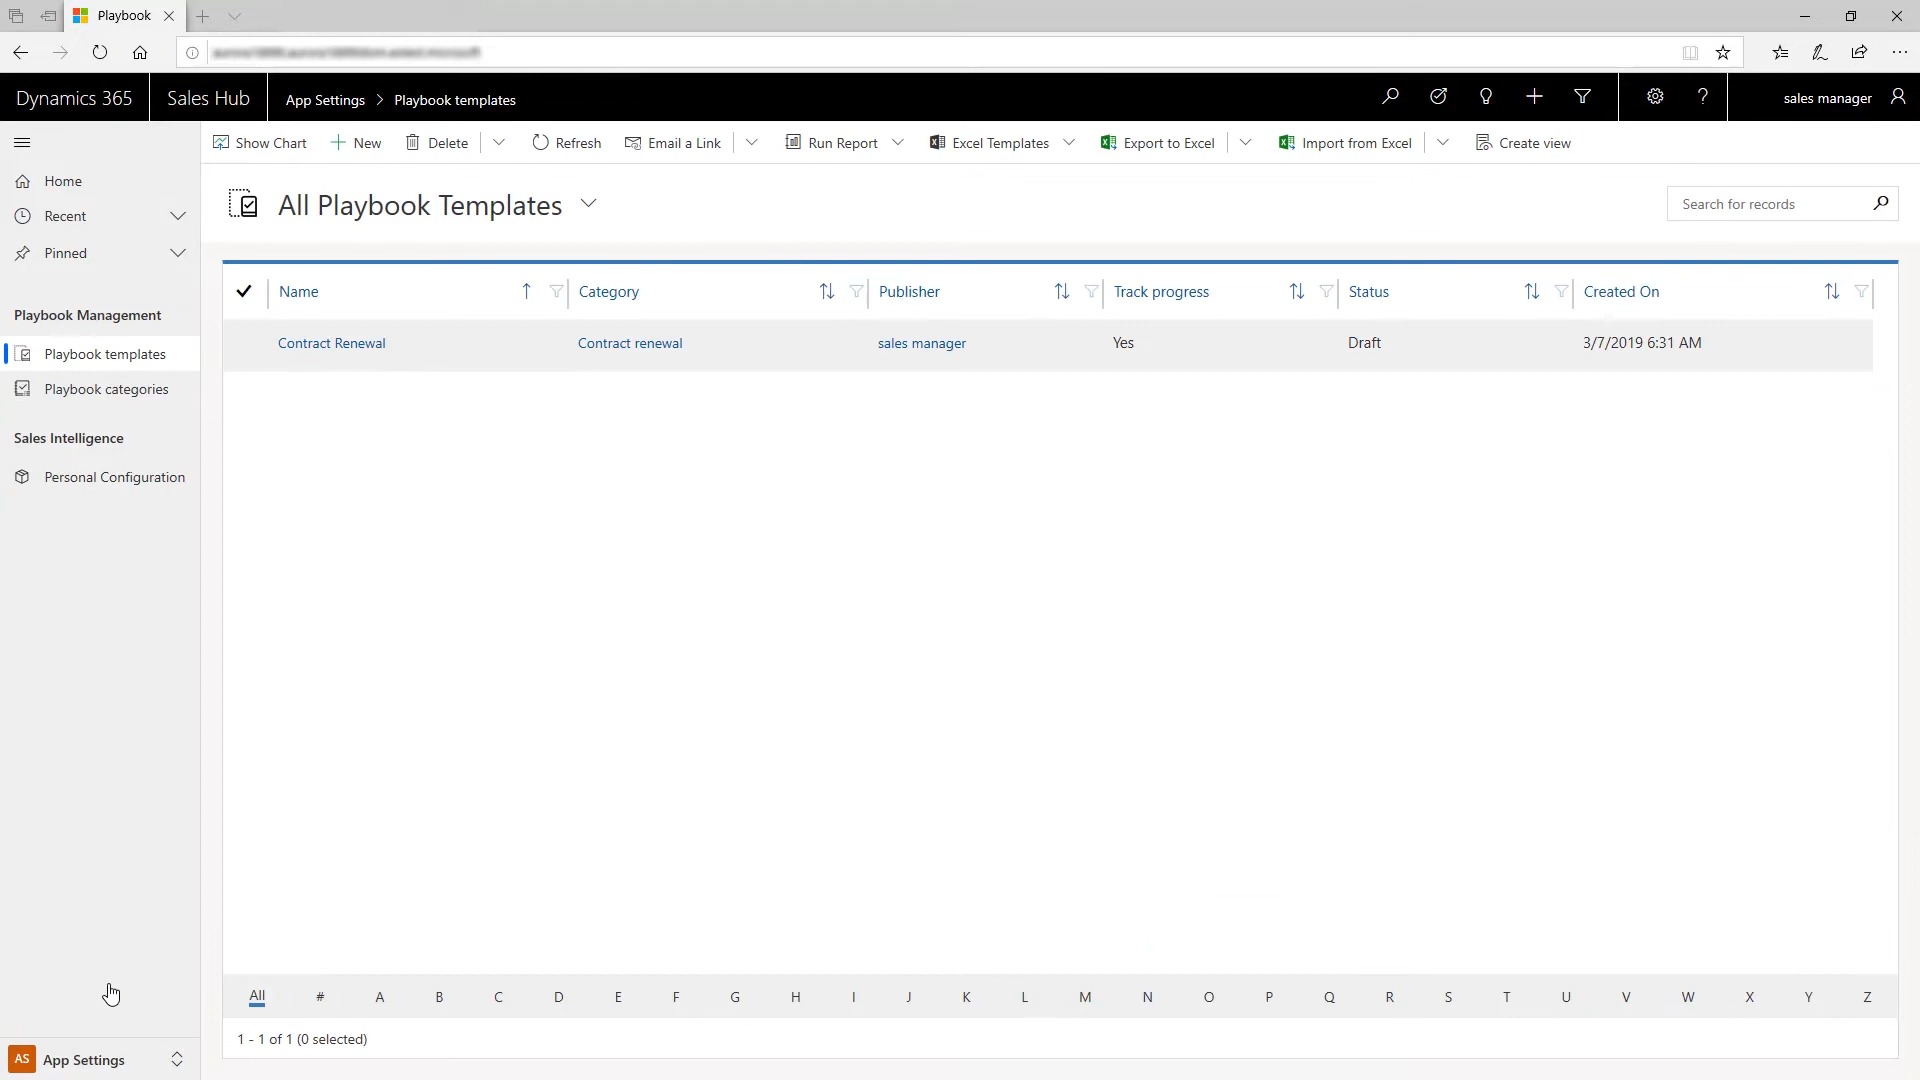 Playbook
Dynamics 365
Sales Hub
App Settings > Playbook templates
sales manager
Show Chart
New
Delete
Refresh
Email a Link
Run Report
Excel Templates
Export to Excel
Import from Excel
Create view
Home
Recent
Pinned
Playbook Management
Playbook templates
Playbook categories
Sales Intelligence
Personal Configuration
All Playbook Templates
Search for records
Name Category Publisher Track progress Status Created On
Contract Renewal Contract renewal sales manager Yes Draft 3/7/2019 6:31 AM
All # A B C D E F G H I J K L M N O P Q R S T U V W X Y Z
1 - 1 of 1 (0 selected)
AS App Settings